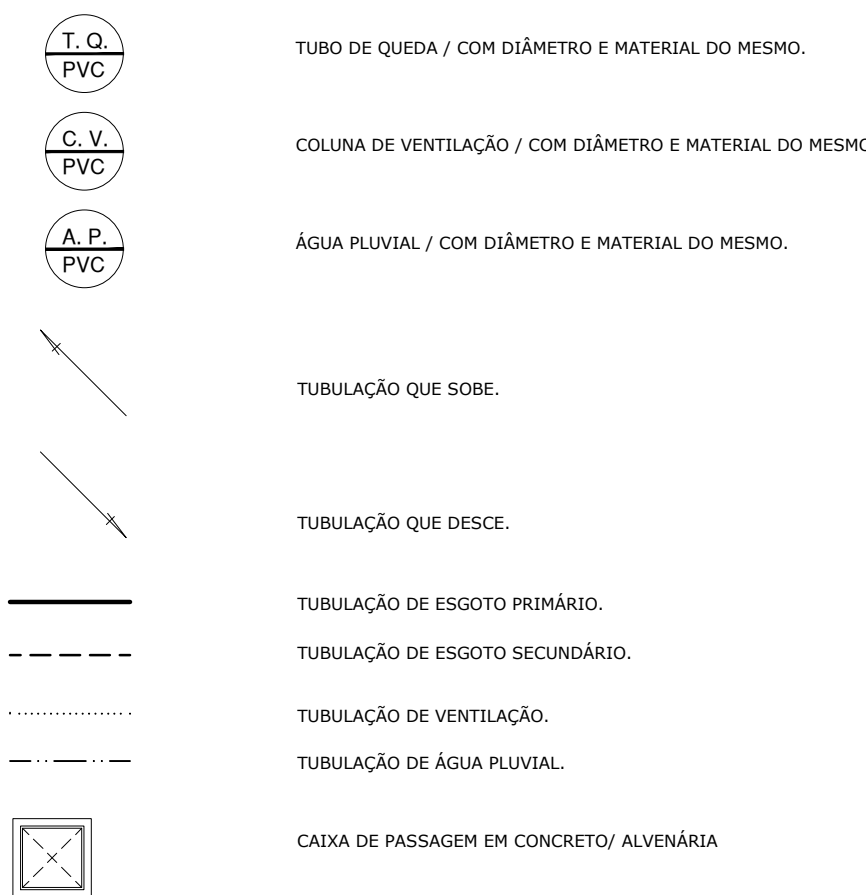 T. Q.
PVC
TUBO DE QUEDA / COM DIÂMETRO E MATERIAL DO MESMO.
C. V.
PVC
COLUNA DE VENTILAÇÃO / COM DIÂMETRO E MATERIAL DO MESMO
A. P.
PVC
ÁGUA PLUVIAL / COM DIÂMETRO E MATERIAL DO MESMO.
TUBULAÇÃO QUE SOBE.
TUBULAÇÃO QUE DESCE.
TUBULAÇÃO DE ESGOTO PRIMÁRIO.
TUBULAÇÃO DE ESGOTO SECUNDÁRIO.
TUBULAÇÃO DE VENTILAÇÃO.
TUBULAÇÃO DE ÁGUA PLUVIAL.
CAIXA DE PASSAGEM EM CONCRETO/ ALVENÁRIA